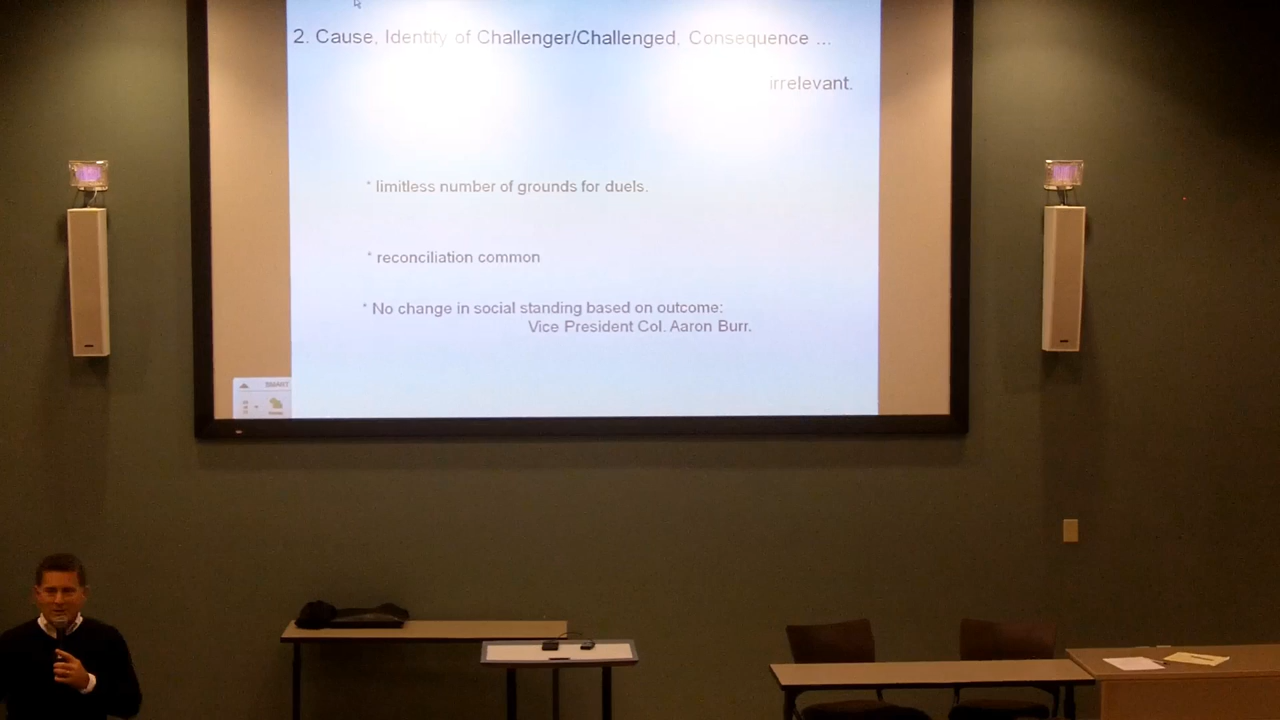 2. Cause, Identity of Challenger/Challenged, Consequence ...
irrelevant.
* limitless number of grounds for duels.
* reconciliation common
* No change in social standing based on outcome:
Vice President Col. Aaron Burr.
SMART